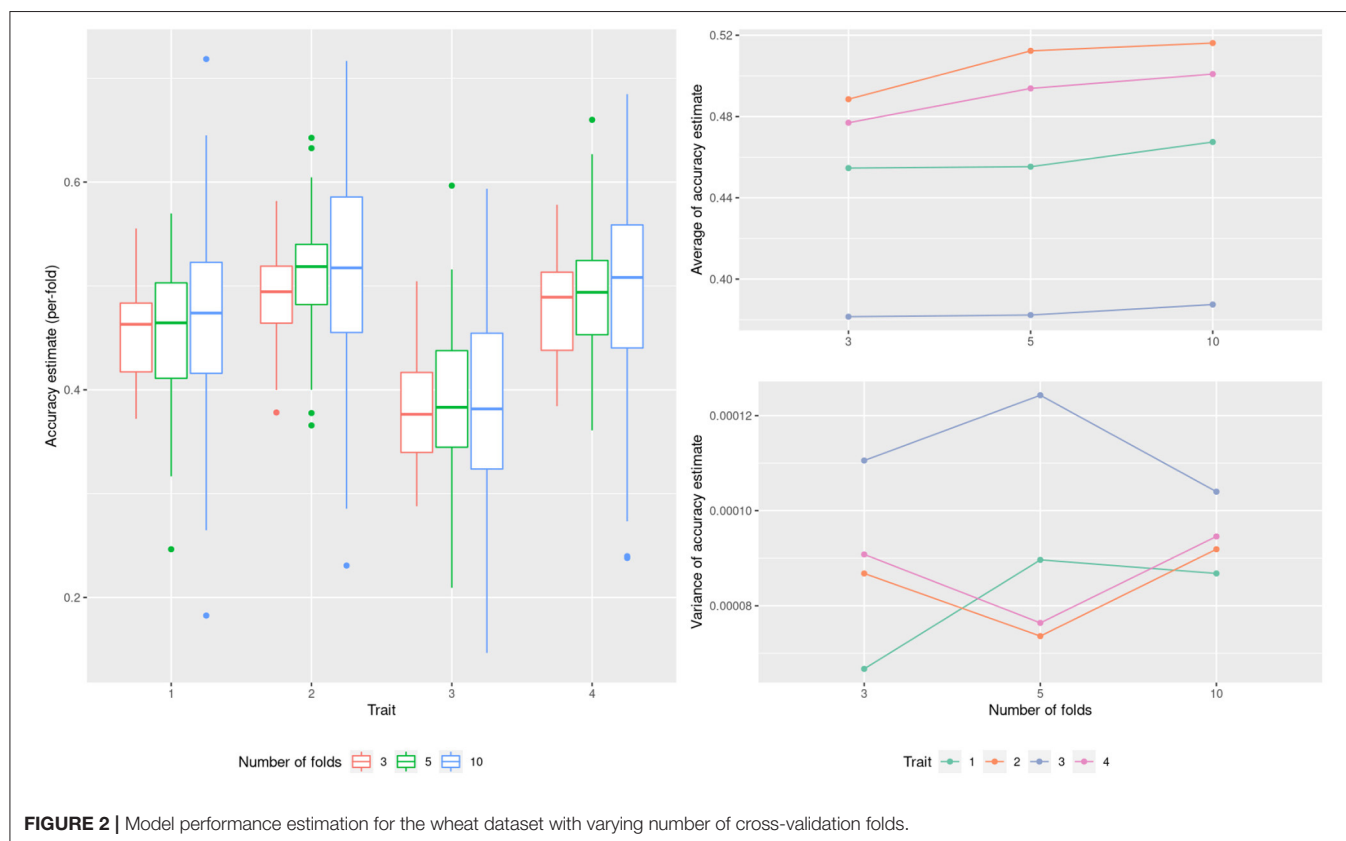 Accuracy estimate (per-fold)
0.6
0.4
0.2
1 2 3 4
Trait
Number of folds 3 5 10
Average of accuracy estimate
0.52
0.48
0.44
0.40
3 5 10
Variance of accuracy estimate
0.00012
0.00010
0.00008
3 5 10
Number of folds
Trait 1 2 3 4
FIGURE 2 | Model performance estimation for the wheat dataset with varying number of cross-validation folds.